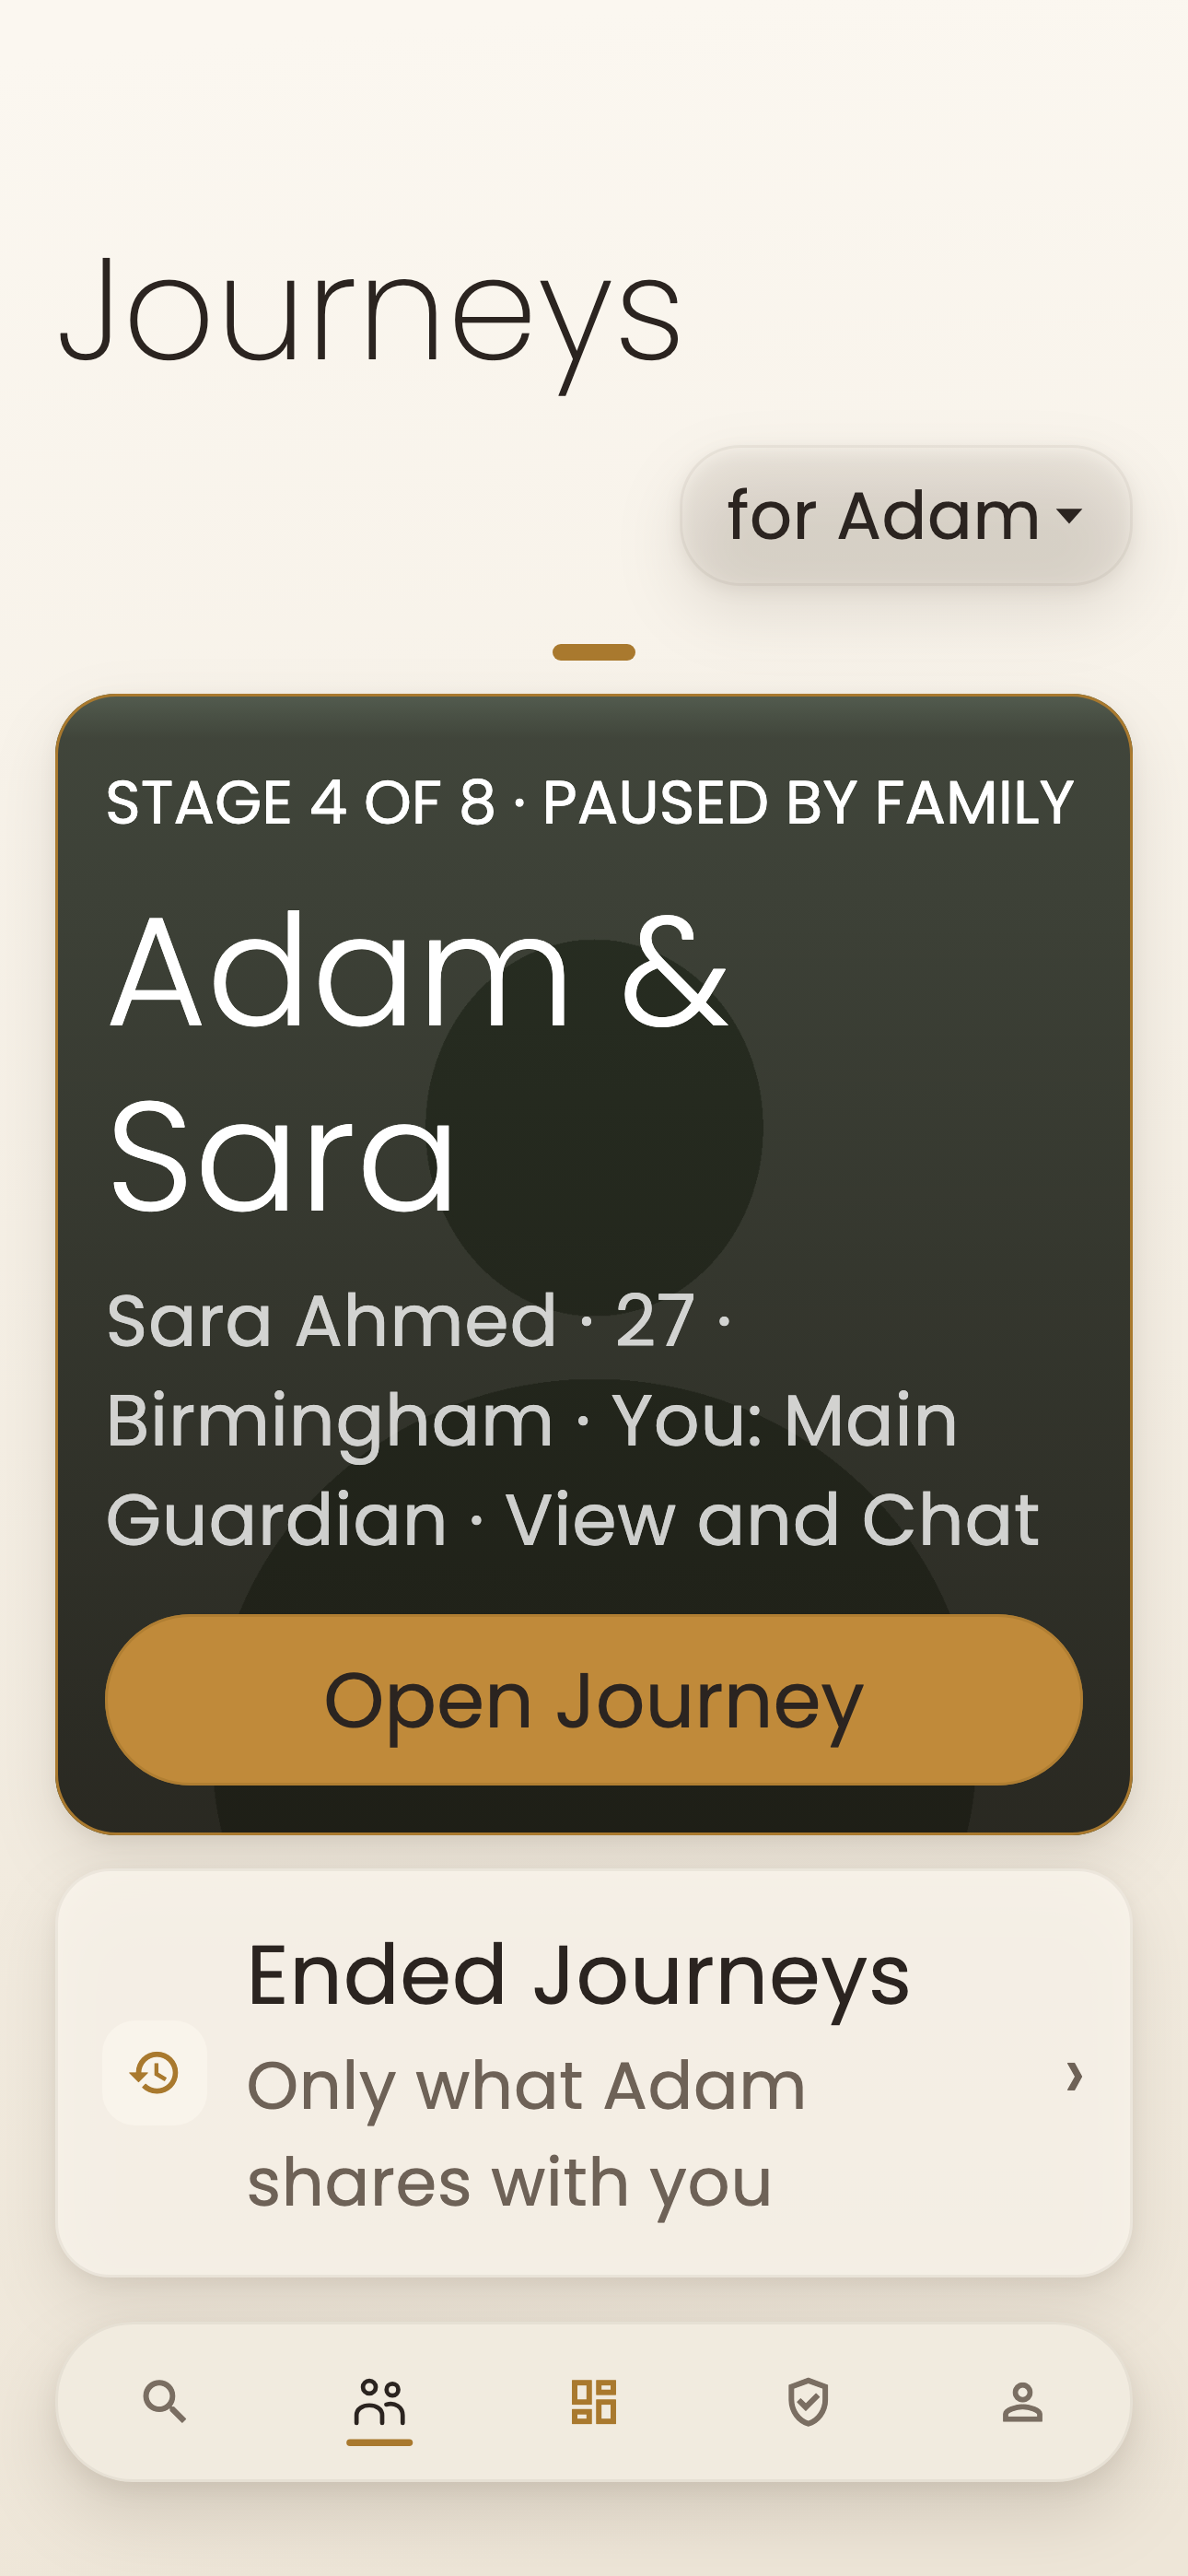 Journeys
for Adam
STAGE 4 OF 8 · PAUSED BY FAMILY
Adam &
Sara
Sara Ahmed · 27 ·
Birmingham · You: Main
Guardian · View and Chat
Open Journey
Ended Journeys
Only what Adam
shares with you